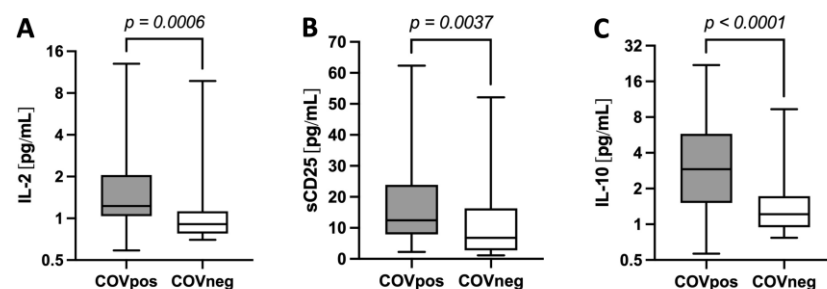 A
p = 0.0006
IL-2 [pg/mL]
16
8
4
2
1
0.5
COVpos COVneg
B
p = 0.0037
sCD25 [pg/mL]
70
60
50
40
30
20
10
0
COVpos COVneg
C
p < 0.0001
IL-10 [pg/mL]
32
16
8
4
2
1
0.5
COVpos COVneg